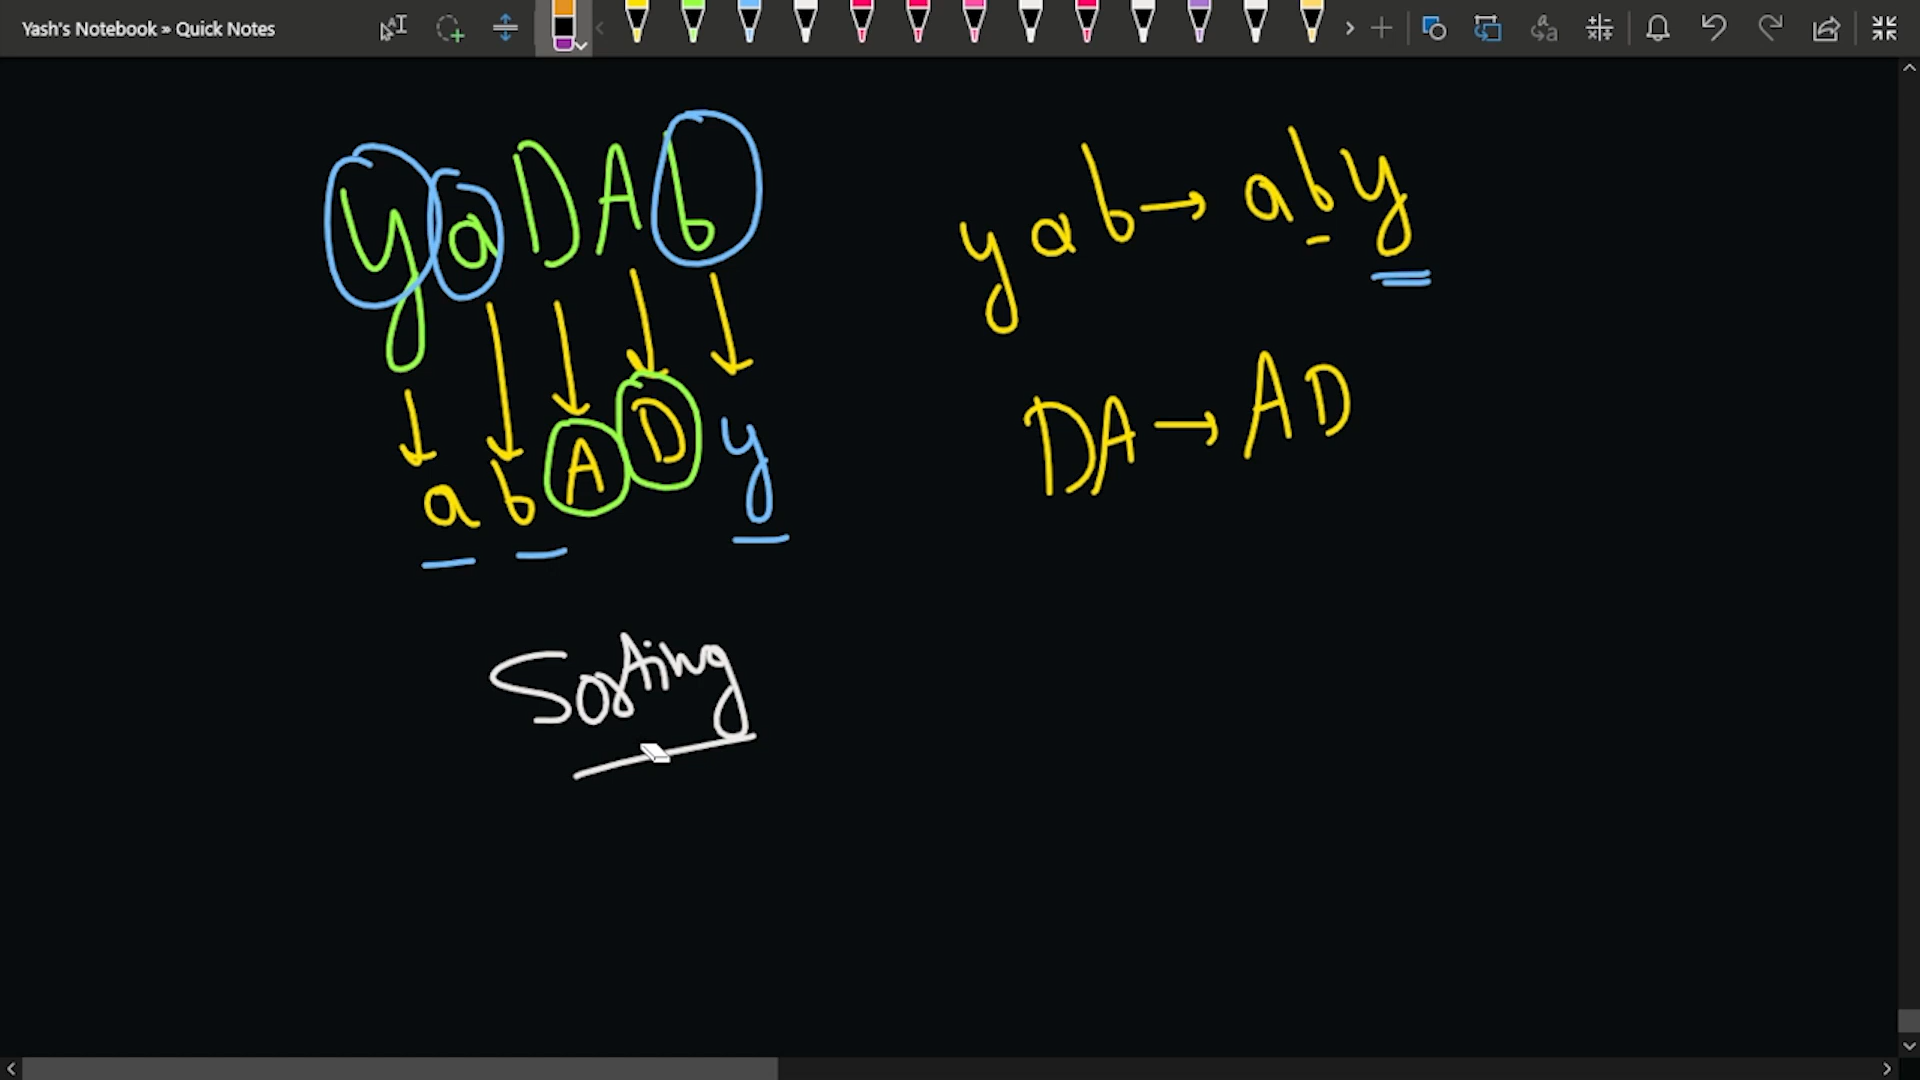 Yash's Notebook » Quick Notes
yaDAb
yab → aby
abADy
DA → AD
Sorting